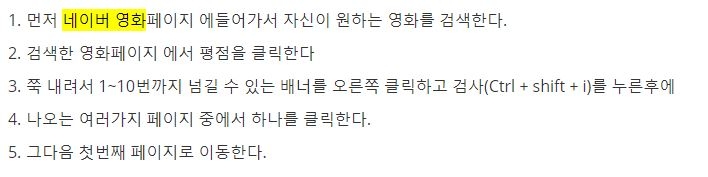 1. 먼저 네이버 영화페이지 에들어가서 자신이 원하는 영화를 검색한다.
2. 검색한 영화페이지 에서 평점을 클릭한다
3. 쭉 내려서 1~10번까지 넘길 수 있는 배너를 오른쪽 클릭하고 검사(Ctrl + shift + i)를 누른후에
4. 나오는 여러가지 페이지 중에서 하나를 클릭한다.
5. 그다음 첫번째 페이지로 이동한다.